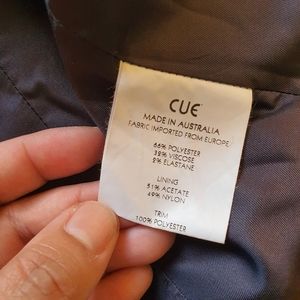 CUE
MADE IN AUSTRALIA
FABRIC IMPORTED FROM EUROPE
66% POLYESTER
32% VISCOSE
2% ELASTANE
LINING
51% ACETATE
49% NYLON
TRIM
100% POLYESTER